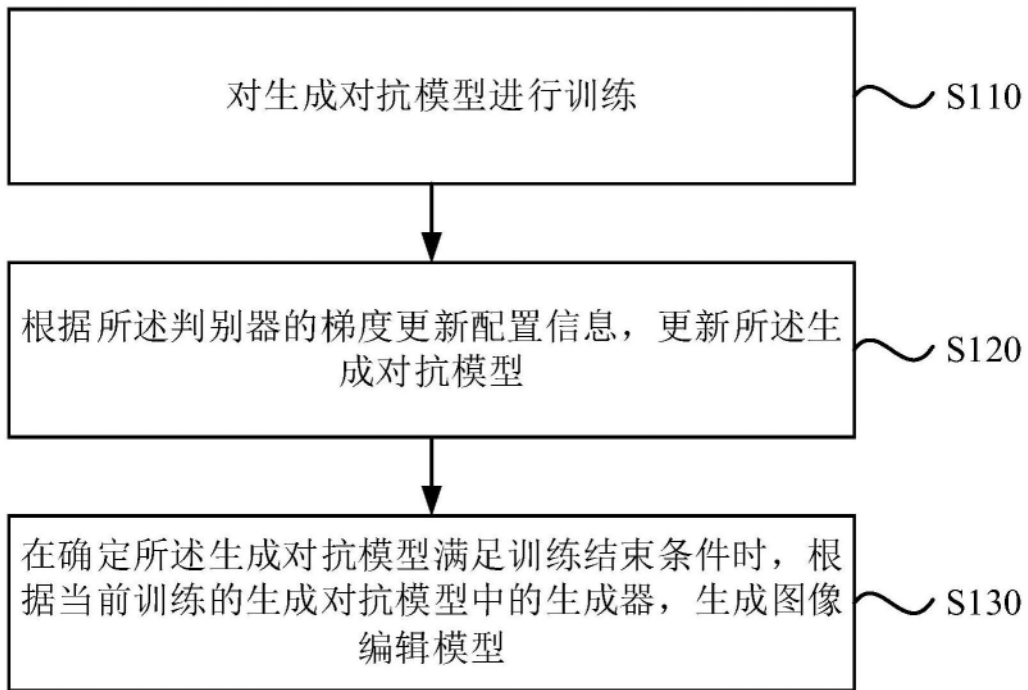 对生成对抗模型进行训练
S110
根据所述判别器的梯度更新配置信息，更新所述生
成对抗模型
S120
在确定所述生成对抗模型满足训练结束条件时，根
据当前训练的生成对抗模型中的生成器，生成图像
编辑模型
S130